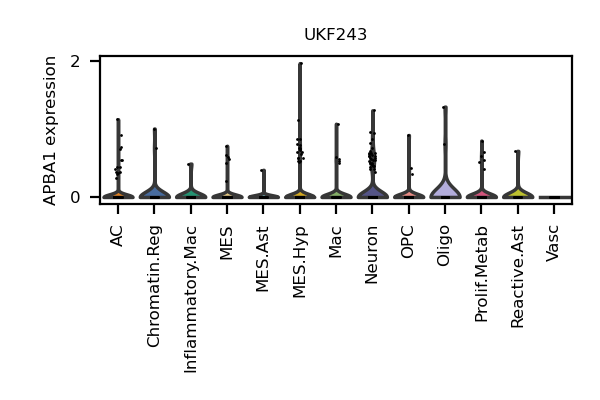 UKF243
APBA1 expression
2
0
AC
Chromatin.Reg
Inflammatory.Mac
MES
MES.Ast
MES.Hyp
Mac
Neuron
OPC
Oligo
Prolif.Metab
Reactive.Ast
Vasc